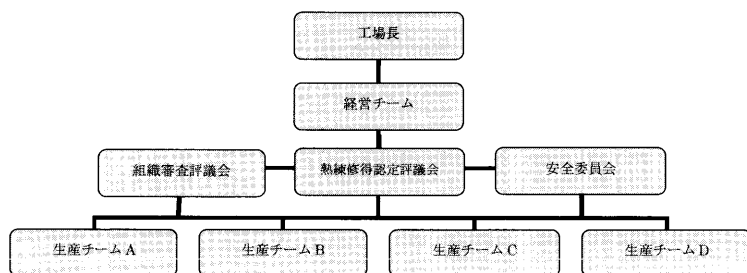 工場長
経営チーム
組織審査評議会
熟練修得認定評議会
安全委員会
生産チームA
生産チームB
生産チームC
生産チームD